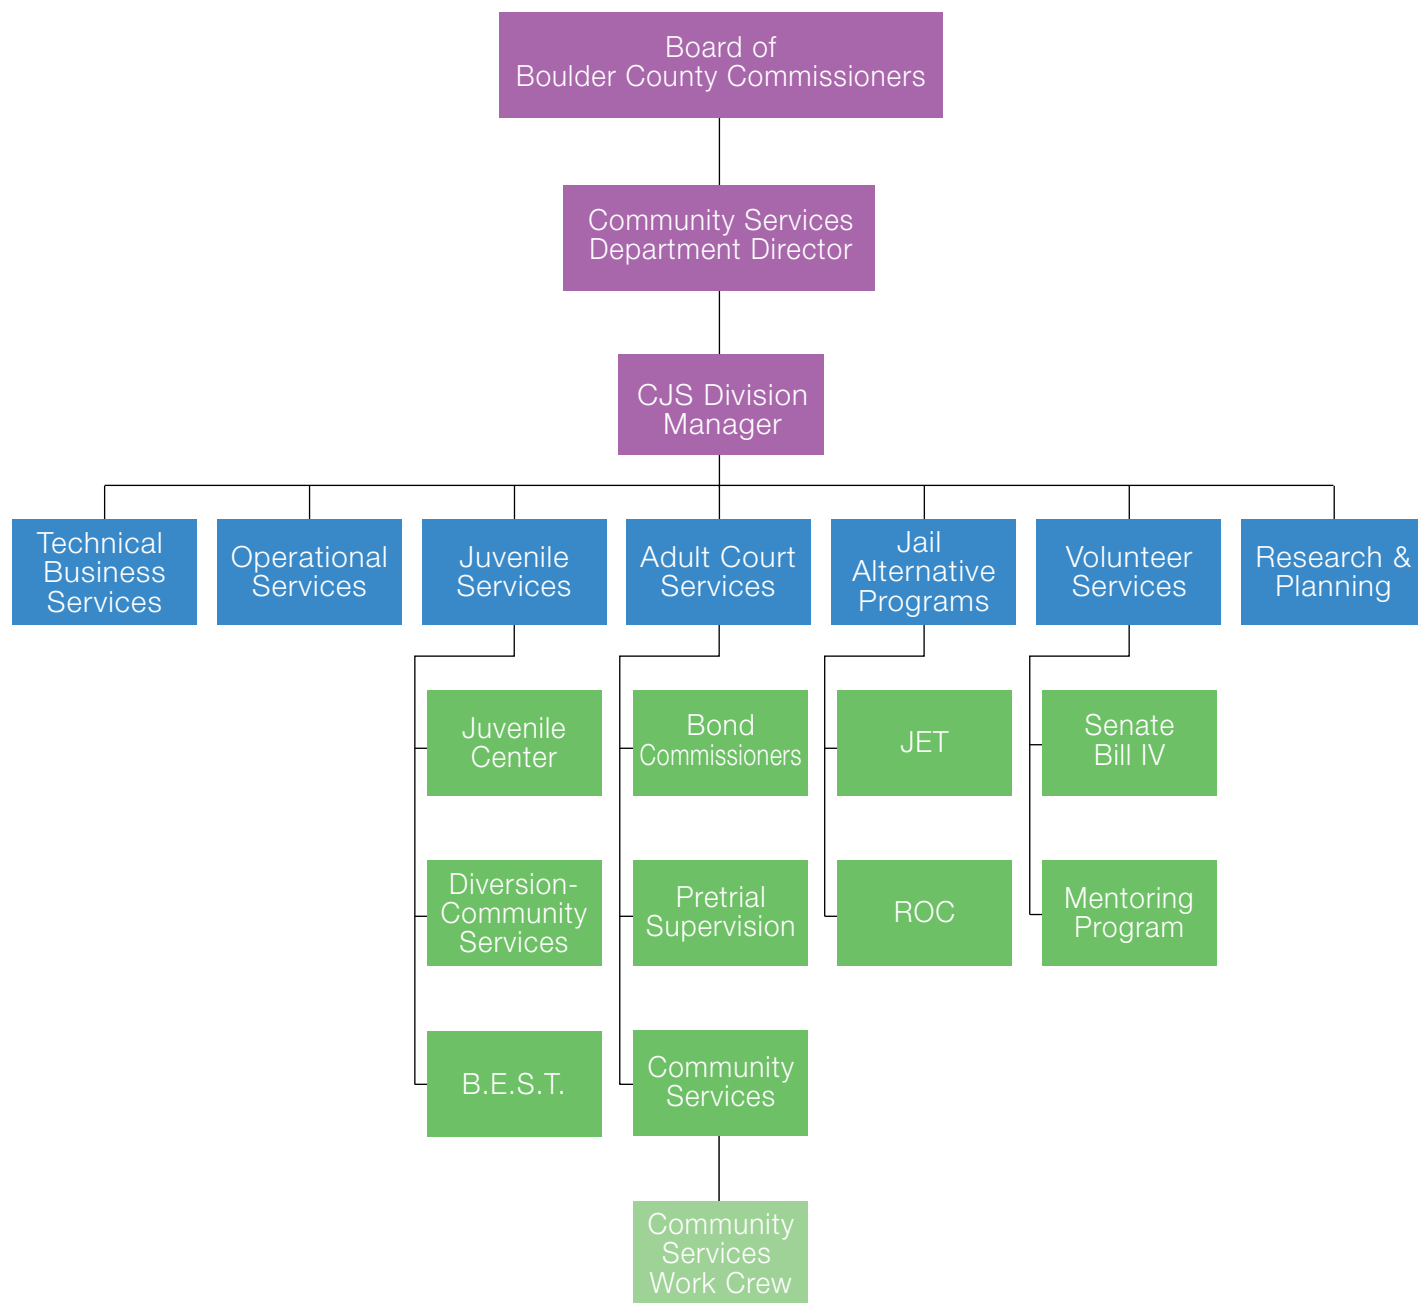 Board of
Boulder County Commissioners
Community Services
Department Director
CJS Division
Manager
Technical
Business
Services
Operational
Services
Juvenile
Services
Adult Court
Services
Jail
Alternative
Programs
Volunteer
Services
Research &
Planning
Juvenile
Center
Bond
Commissioners
JET
Senate
Bill IV
Diversion-
Community
Services
Pretrial
Supervision
ROC
Mentoring
Program
B.E.S.T.
Community
Services
Community
Services
Work Crew